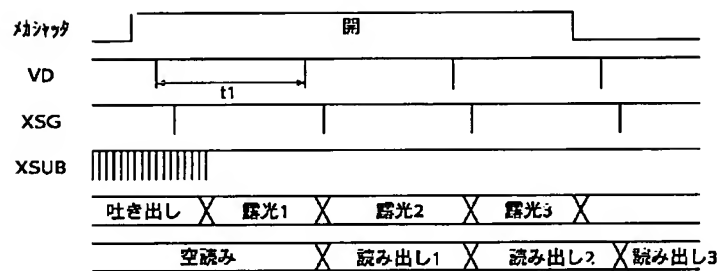 メカシャッタ 開
VD
t1
XSG
XSUB
吐き出し 露光1 露光2 露光3
空読み 読み出し1 読み出し2 読み出し3